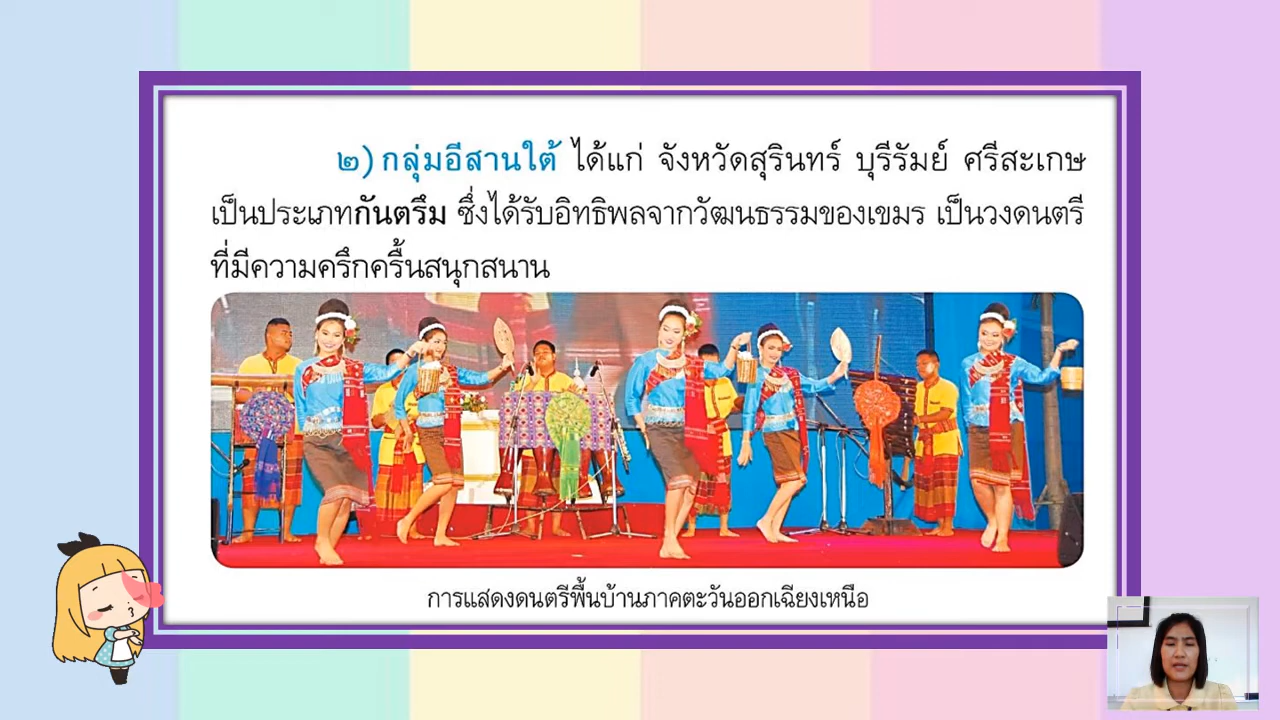 ๒) กลุ่มอีสานใต้ ได้แก่ จังหวัดสุรินทร์ บุรีรัมย์ ศรีสะเกษ
เป็นประเภทกันตรึม ซึ่งได้รับอิทธิพลจากวัฒนธรรมของเขมร เป็นวงดนตรี
ที่มีความครึกครื้นสนุกสนาน
การแสดงดนตรีพื้นบ้านภาคตะวันออกเฉียงเหนือ